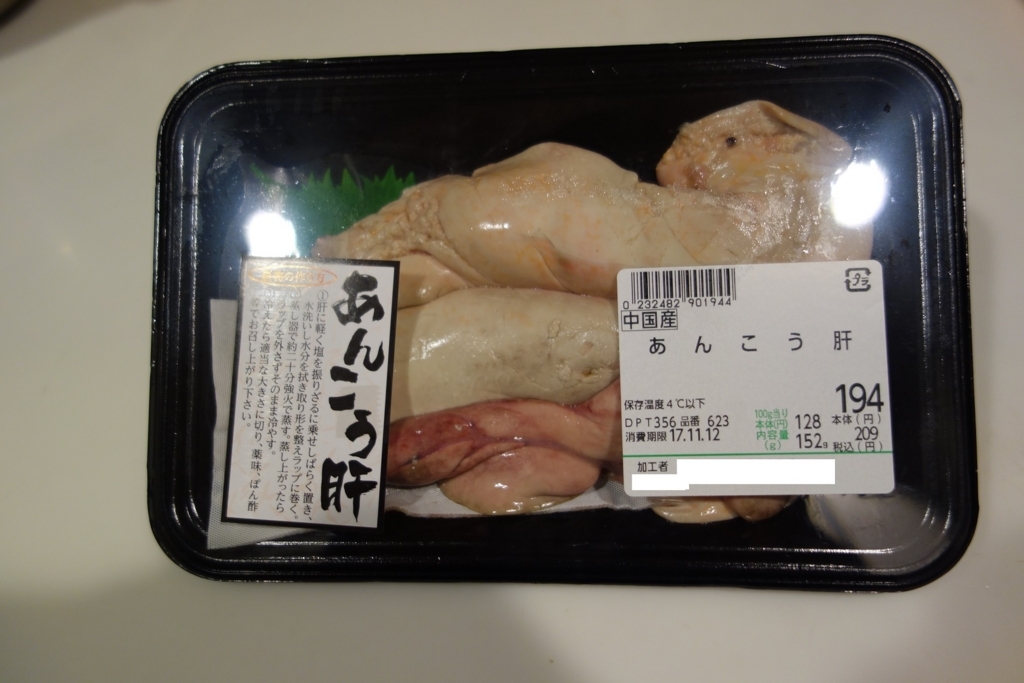 あんこう肝
①肝に軽く塩を振りざるに乗せしばらく置き、
水洗いし水分を拭き取り形を整えラップに巻く。
蒸し器で約二十分強火で蒸す。蒸し上がったら
ラップを外さずそのまま冷やす。
冷えたら適当な大きさに切り、薬味、ぽん酢
でお召し上がり下さい。
0 232482 901944
プラ
中国産
あんこう肝
保存温度4℃以下
DPT356 品番 623
消費期限 17.11.12
100g当り
本体(円) 128
内容量
(g) 152g
194
本体(円)
209
税込(円)
加工者